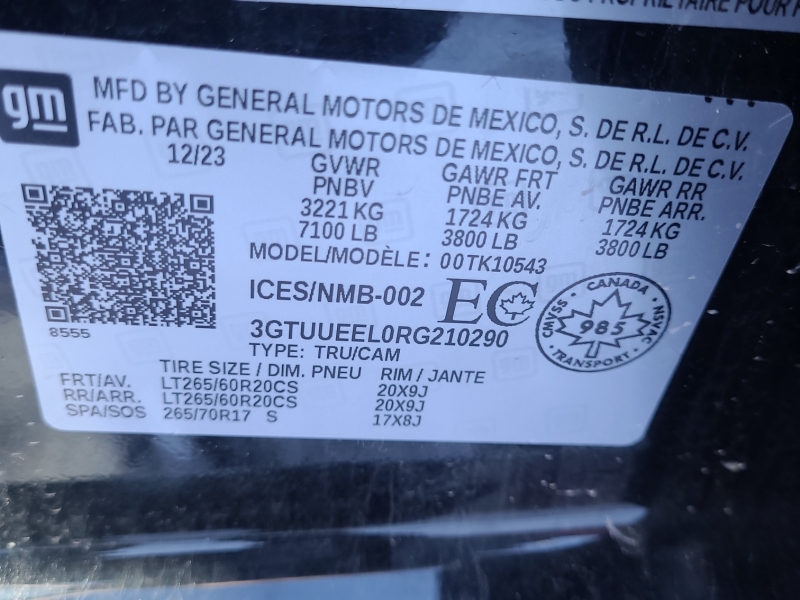 PROPRIETAIRE POUR
gm
MFD BY GENERAL MOTORS DE MEXICO, S. DE R.L. DE C.V.
FAB. PAR GENERAL MOTORS DE MEXICO, S. DE R.L. DE C.V.
12/23 GVWR GAWR FRT GAWR RR
PNBV PNBE AV. PNBE ARR.
3221 KG 1724 KG 1724 KG
7100 LB 3800 LB 3800 LB
MODEL/MODÈLE: 00TK10543
ICES/NMB-002 EC
CANADA
CMVSS 985 NSVAC
TRANSPORT
8555
3GTUUEEL0RG210290
TYPE: TRU/CAM
TIRE SIZE / DIM. PNEU RIM / JANTE
FRT/AV. LT265/60R20CS 20X9J
RR/ARR. LT265/60R20CS 20X9J
SPA/SOS 265/70R17 S 17X8J